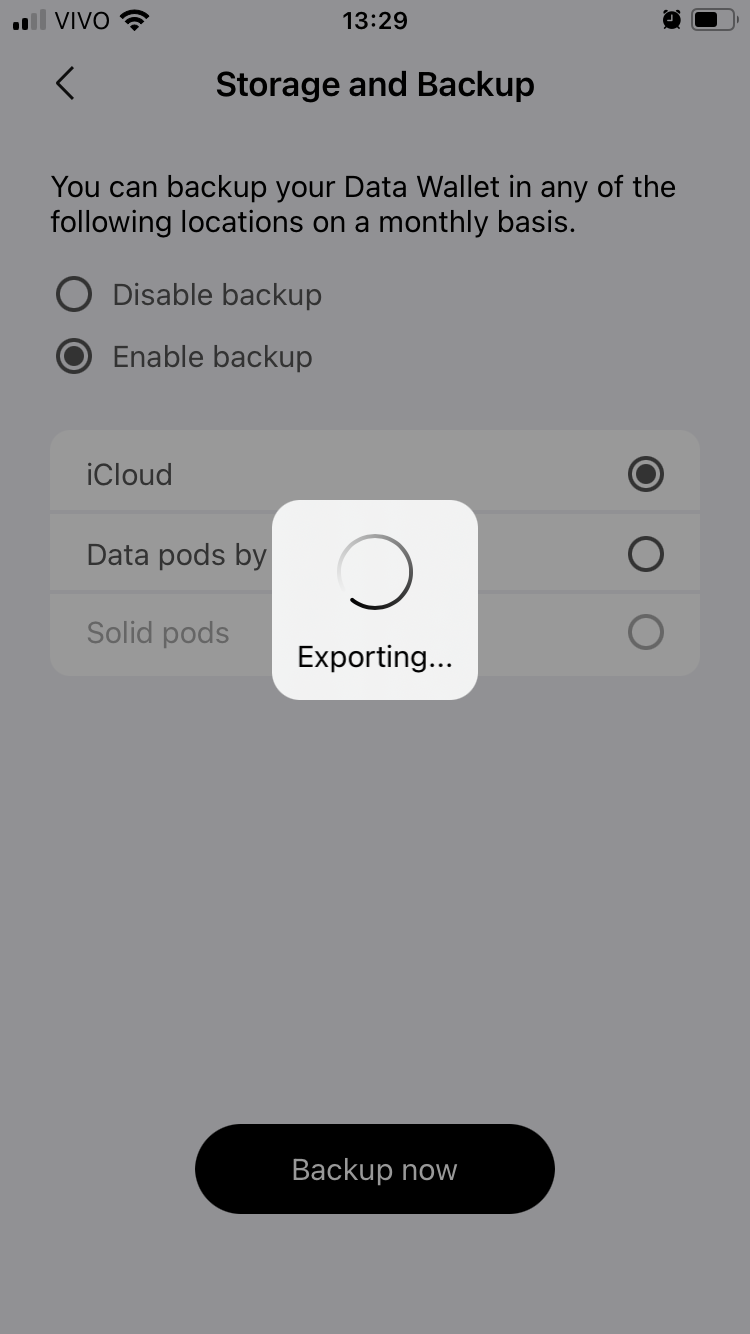 VIVO 13:29
Storage and Backup
You can backup your Data Wallet in any of the
following locations on a monthly basis.
Disable backup
Enable backup
iCloud
Data pods by
Solid pods
Exporting...
Backup now